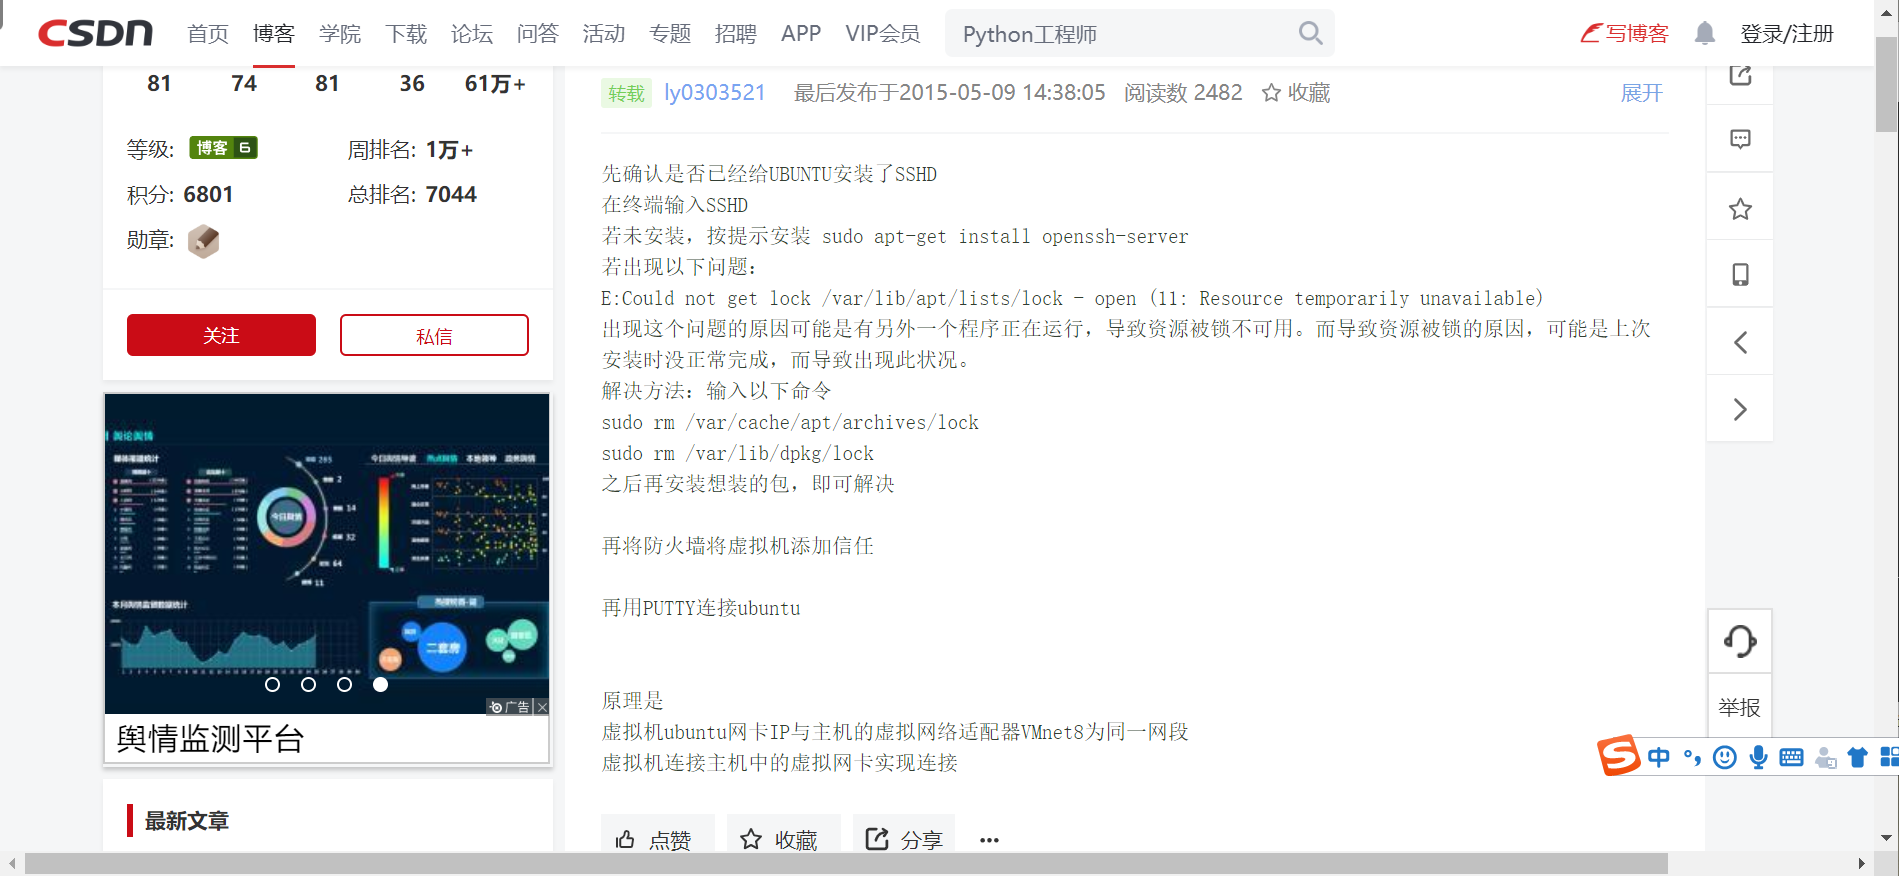 CSDN 首页 博客 学院 下载 论坛 问答 活动 专题 招聘 APP VIP会员 Python工程师 写博客 登录/注册
81 74 81 36 61万+
等级: 博客 6 周排名: 1万+
积分: 6801 总排名: 7044
勋章:
关注 私信
舆论舆情
二套房
广告
舆情监测平台
最新文章
转载 ly0303521 最后发布于2015-05-09 14:38:05 阅读数 2482 收藏 展开
先确认是否已经给UBUNTU安装了SSHD
在终端输入SSHD
若未安装，按提示安装 sudo apt-get install openssh-server
若出现以下问题：
E:Could not get lock /var/lib/apt/lists/lock - open (11: Resource temporarily unavailable)
出现这个问题的原因可能是有另外一个程序正在运行，导致资源被锁不可用。而导致资源被锁的原因，可能是上次
安装时没正常完成，而导致出现此状况。
解决方法：输入以下命令
sudo rm /var/cache/apt/archives/lock
sudo rm /var/lib/dpkg/lock
之后再安装想装的包，即可解决
再将防火墙将虚拟机添加信任
再用PUTTY连接ubuntu
原理是
虚拟机ubuntu网卡IP与主机的虚拟网络适配器VMnet8为同一网段
虚拟机连接主机中的虚拟网卡实现连接
点赞 收藏 分享
举报
中